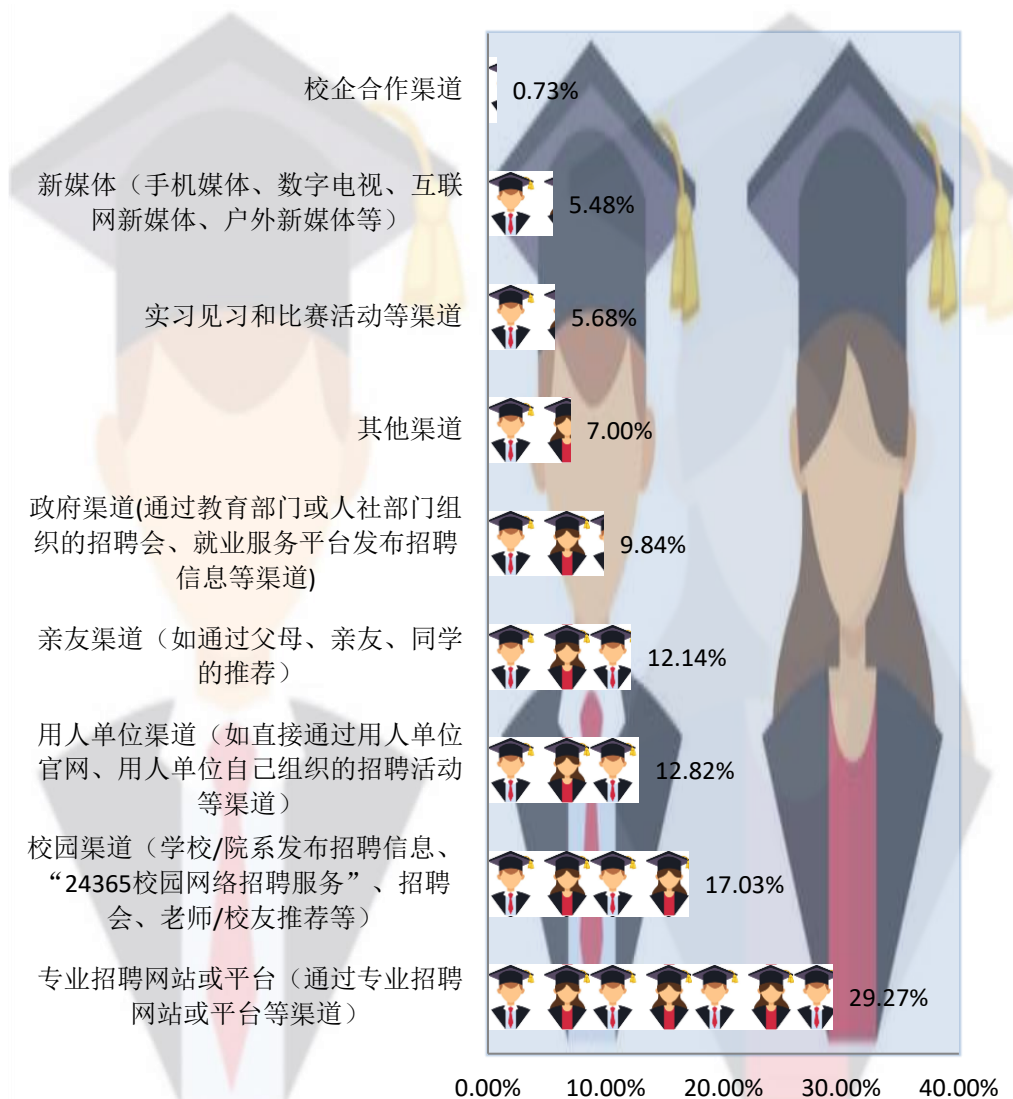 校企合作渠道
0.73%
新媒体（手机媒体、数字电视、互联
网新媒体、户外新媒体等）
5.48%
实习见习和比赛活动等渠道
5.68%
其他渠道
7.00%
政府渠道(通过教育部门或人社部门组
织的招聘会、就业服务平台发布招聘
信息等渠道)
9.84%
亲友渠道（如通过父母、亲友、同学
的推荐）
12.14%
用人单位渠道（如直接通过用人单位
官网、用人单位自己组织的招聘活动
等渠道）
12.82%
校园渠道（学校/院系发布招聘信息、
“24365校园网络招聘服务”、招聘
会、老师/校友推荐等）
17.03%
专业招聘网站或平台（通过专业招聘
网站或平台等渠道）
29.27%
0.00% 10.00% 20.00% 30.00% 40.00%